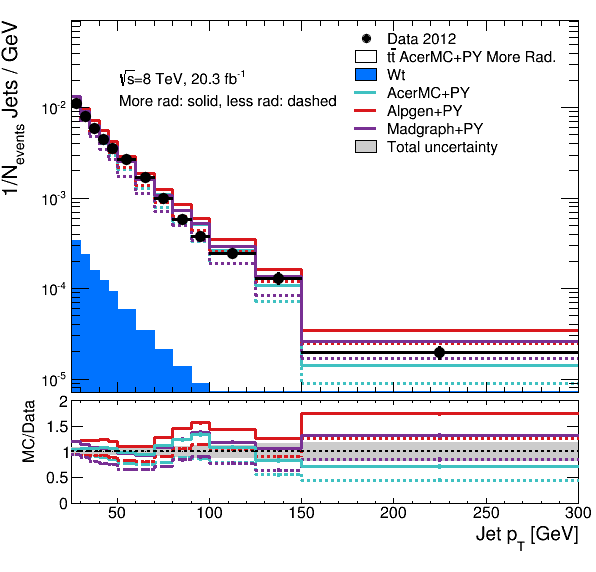 1/N_events Jets / GeV
10^-2
10^-3
10^-4
10^-5
√s=8 TeV, 20.3 fb^-1
More rad: solid, less rad: dashed
Data 2012
tt̄ AcerMC+PY More Rad.
Wt
AcerMC+PY
Alpgen+PY
Madgraph+PY
Total uncertainty
MC/Data
2
1.5
1
0.5
0
50 100 150 200 250 300
Jet p_T [GeV]